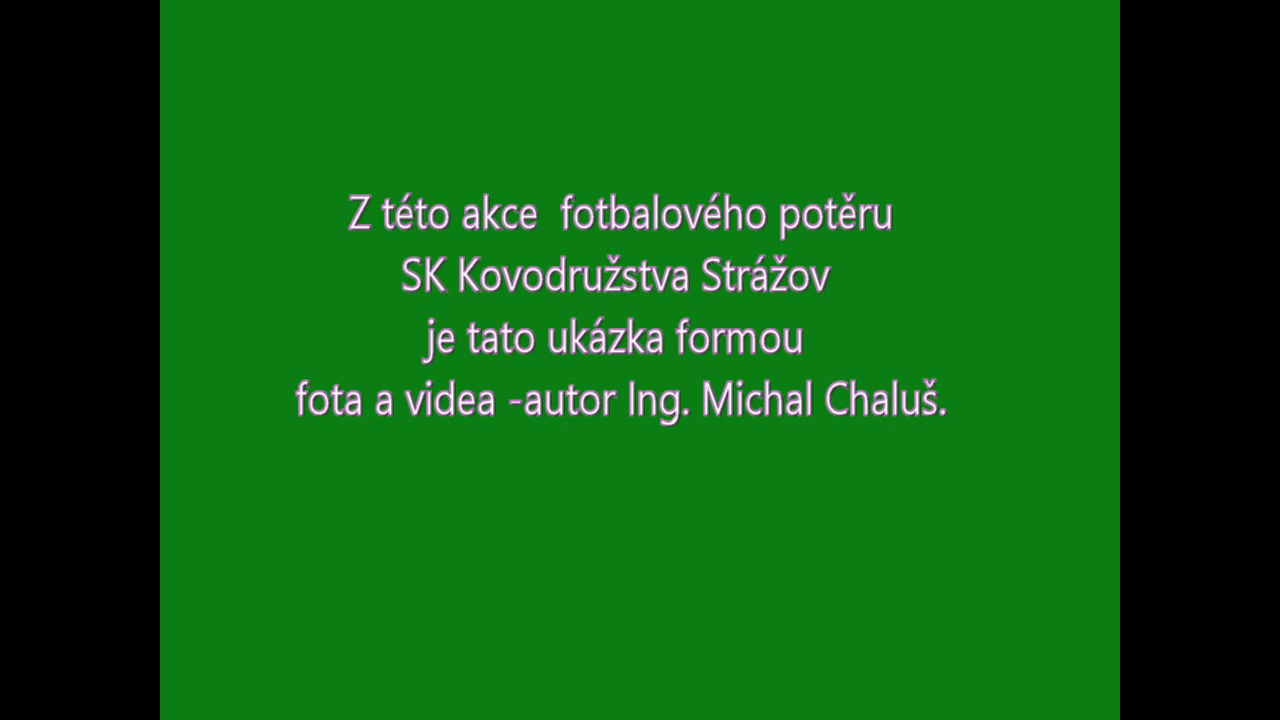 Z této akce  fotbalového potěru
SK Kovodružstva Strážov
je tato ukázka formou
fota a videa -autor Ing. Michal Chaluš.